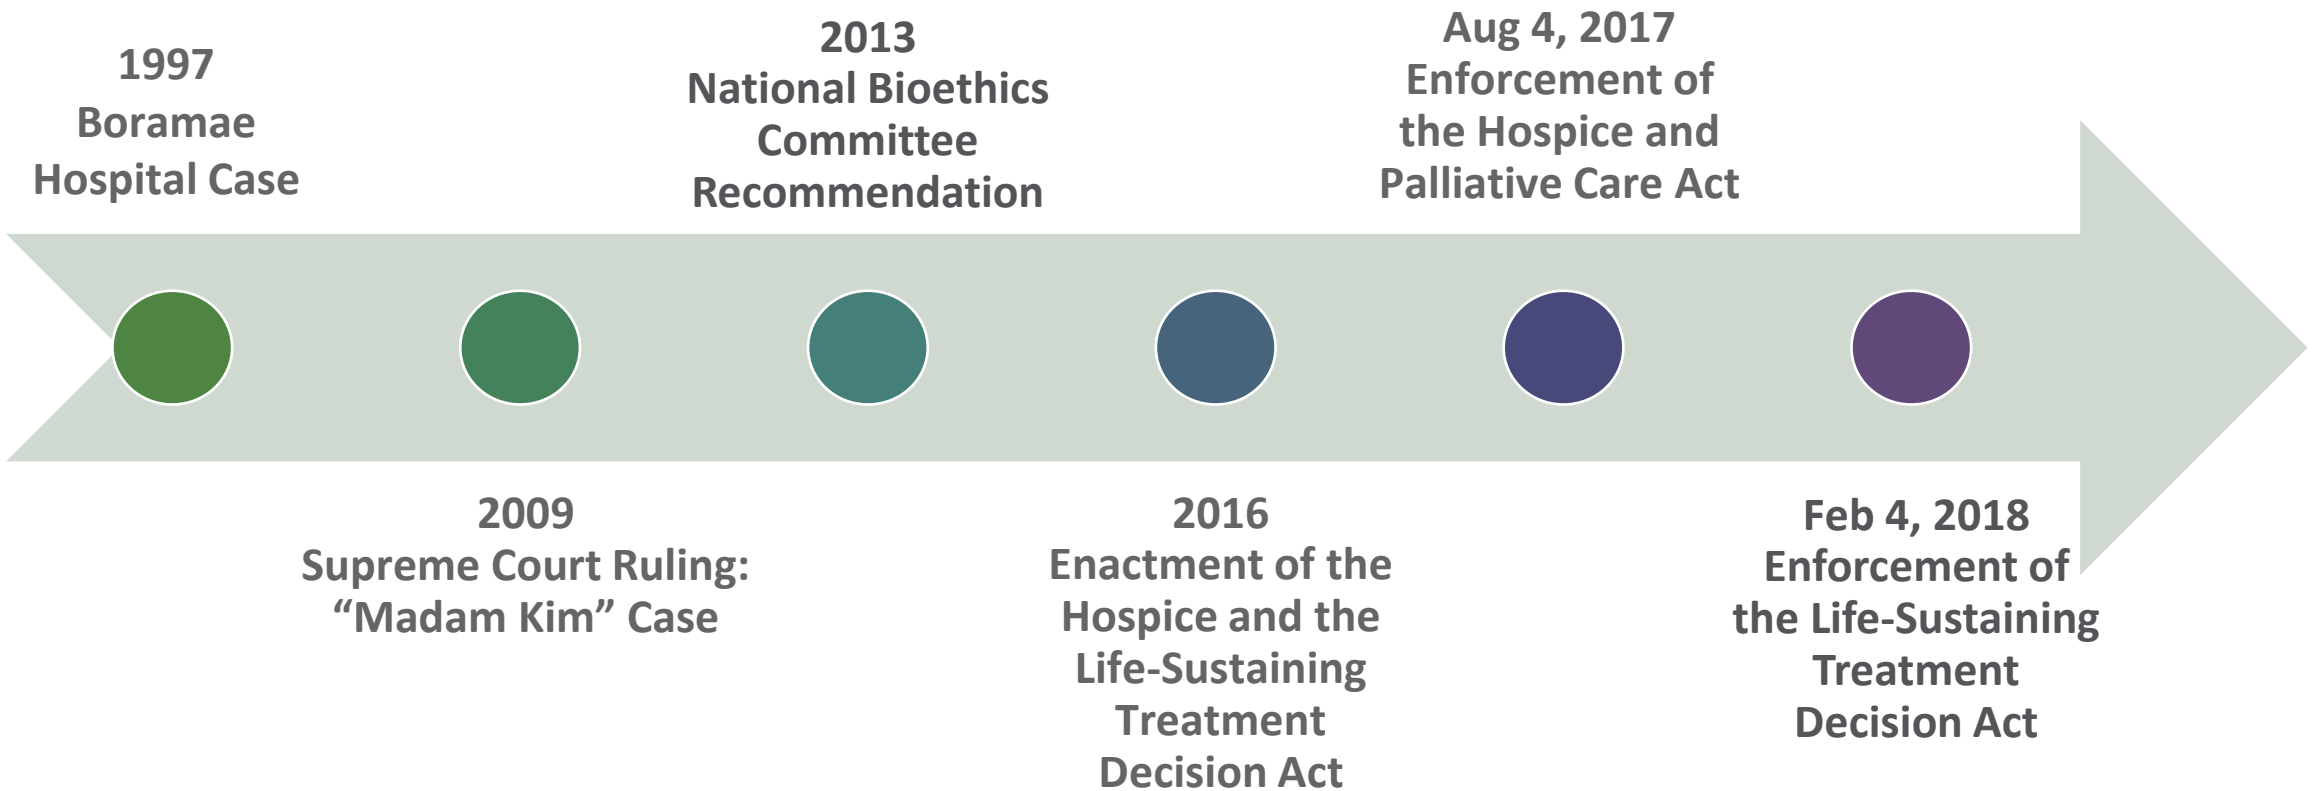 1997
Boramae
Hospital Case
2009
Supreme Court Ruling:
“Madam Kim” Case
2013
National Bioethics
Committee
Recommendation
2016
Enactment of the
Hospice and the
Life-Sustaining
Treatment
Decision Act
Aug 4, 2017
Enforcement of
the Hospice and
Palliative Care Act
Feb 4, 2018
Enforcement of
the Life-Sustaining
Treatment
Decision Act